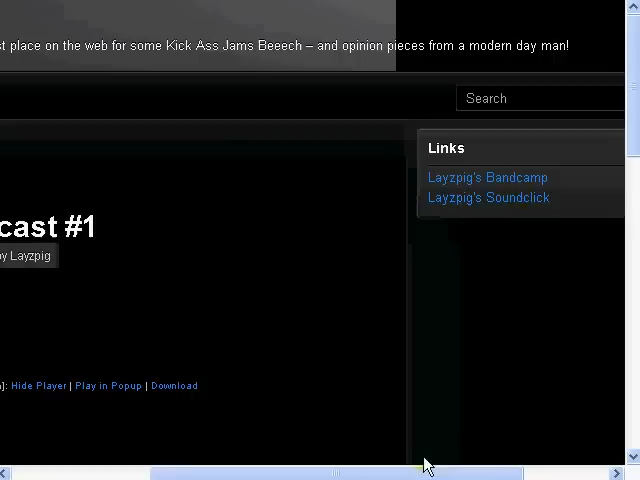 st place on the web for some Kick Ass Jams Beeech – and opinion pieces from a modern day man!
Search
Links
Layzpig's Bandcamp
Layzpig's Soundclick
cast #1
by Layzpig
]: Hide Player | Play in Popup | Download